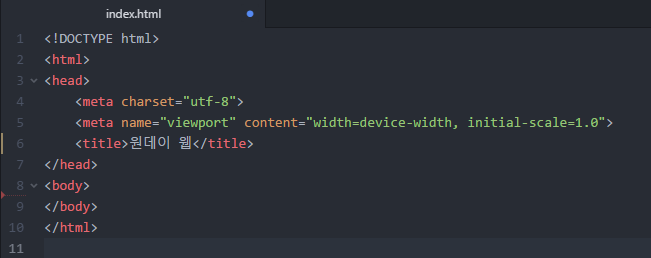 index.html
1 <!DOCTYPE html>
2 <html>
3 <head>
4 <meta charset="utf-8">
5 <meta name="viewport" content="width=device-width, initial-scale=1.0">
6 <title>원데이 웹</title>
7 </head>
8 <body>
9 </body>
10 </html>
11